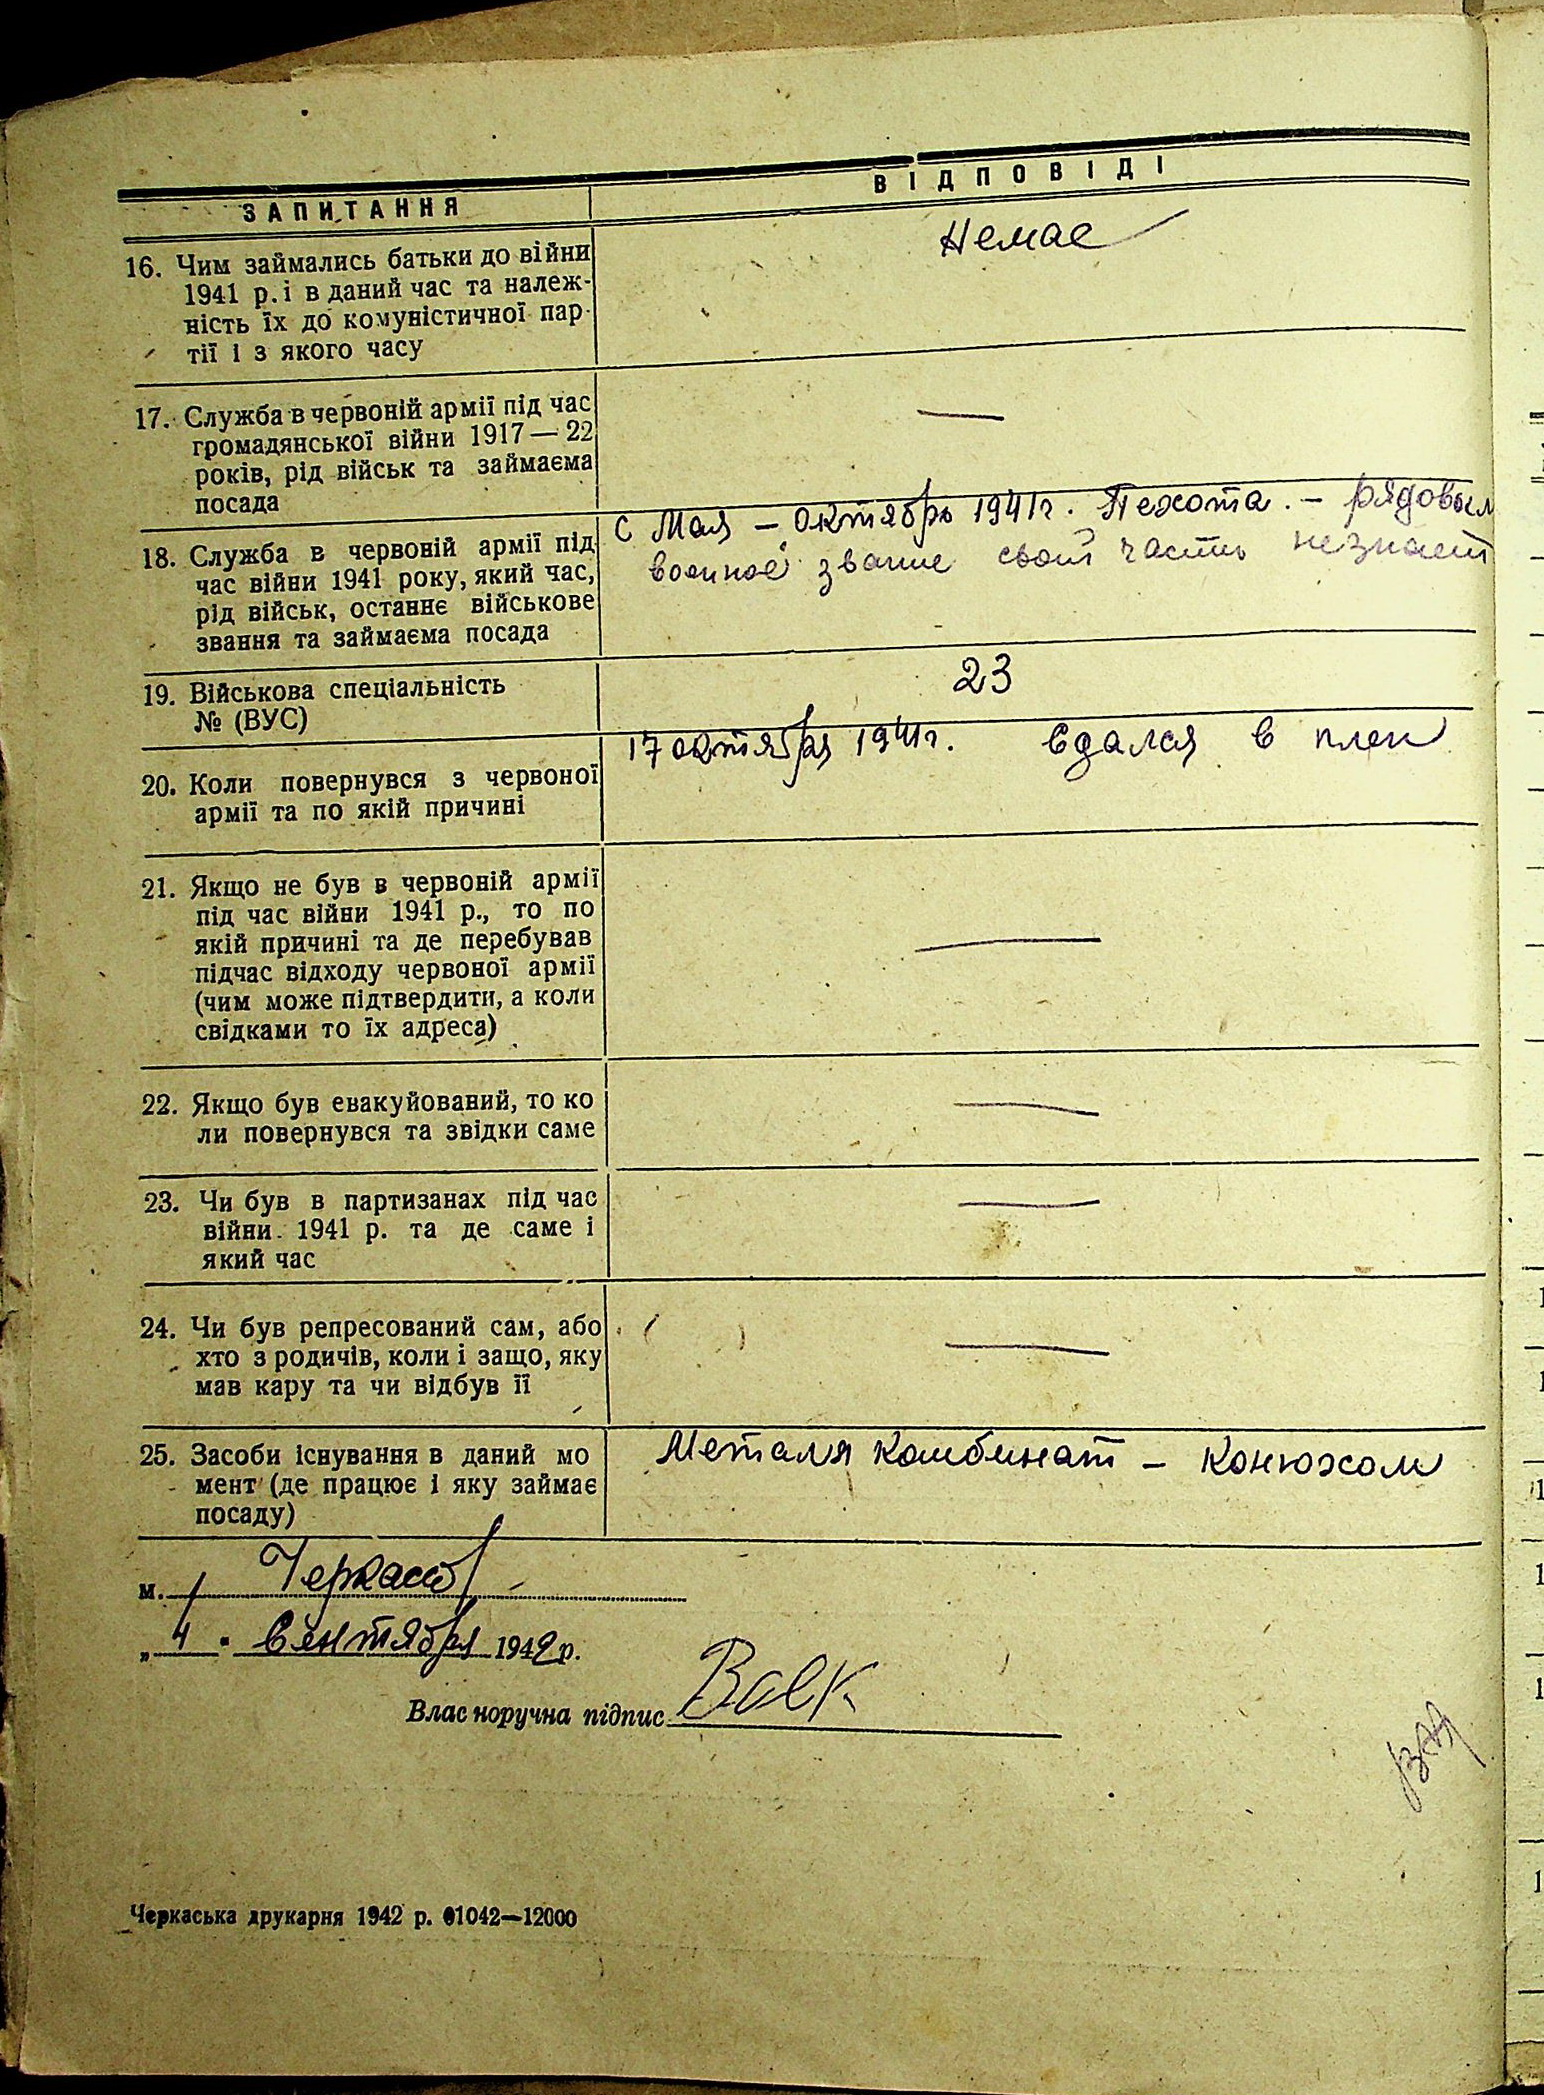 ЗАПИТАННЯ
ВІДПОВІДІ
16. Чим займались батьки до війни
1941 р. і в даний час та належ-
ність їх до комуністичної пар-
тії і з якого часу
Немає
17. Служба в червоній армії під час
громадянської війни 1917—22
років, рід військ та займаєма
посада
—
18. Служба в червоній армії під
час війни 1941 року, який час,
рід військ, останнє військове
звання та займаєма посада
С Мая – Октябрь 1941 г. Пехота. – рядовым
военное звание своей часть незнает
19. Військова спеціальність
№ (ВУС)
23
20. Коли повернувся з червоної
армії та по якій причині
17 октября 1941 г. сдался в плен
21. Якщо не був в червоній армії
під час війни 1941 р., то по
якій причині та де перебував
підчас відходу червоної армії
(чим може підтвердити, а коли
свідками то їх адреса)
—
22. Якщо був евакуйований, то ко
ли повернувся та звідки саме
—
23. Чи був в партизанах під час
війни 1941 р. та де саме і
який час
—
24. Чи був репресований сам, або
хто з родичів, коли і защо, яку
мав кару та чи відбув її
—
25. Засоби існування в даний мо
мент (де працює і яку займає
посаду)
Металя Комбинат – Конюхом
м. Черкассы
„ 4 " Сентября 1942 р.
Власноручна підпис Волк
Черкаська друкарня 1942 р. 01042—12000